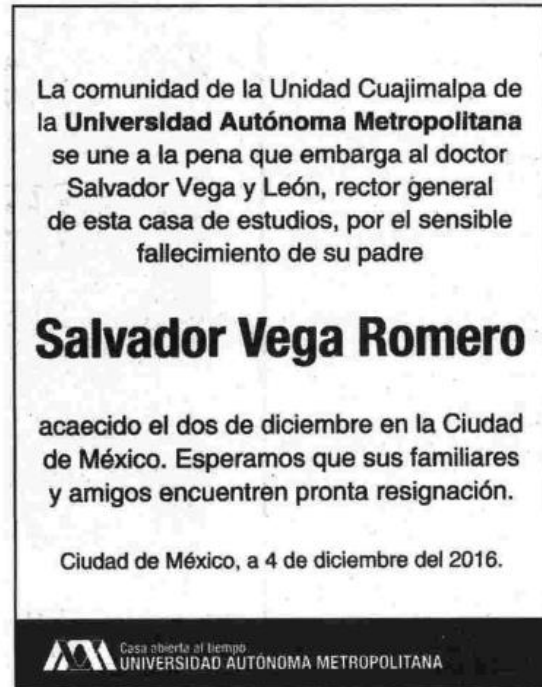 La comunidad de la Unidad Cuajimalpa de
la Universidad Autónoma Metropolitana
se une a la pena que embarga al doctor
Salvador Vega y León, rector general
de esta casa de estudios, por el sensible
fallecimiento de su padre
Salvador Vega Romero
acaecido el dos de diciembre en la Ciudad
de México. Esperamos que sus familiares
y amigos encuentren pronta resignación.
Ciudad de México, a 4 de diciembre del 2016.
Casa abierta al tiempo
UNIVERSIDAD AUTÓNOMA METROPOLITANA